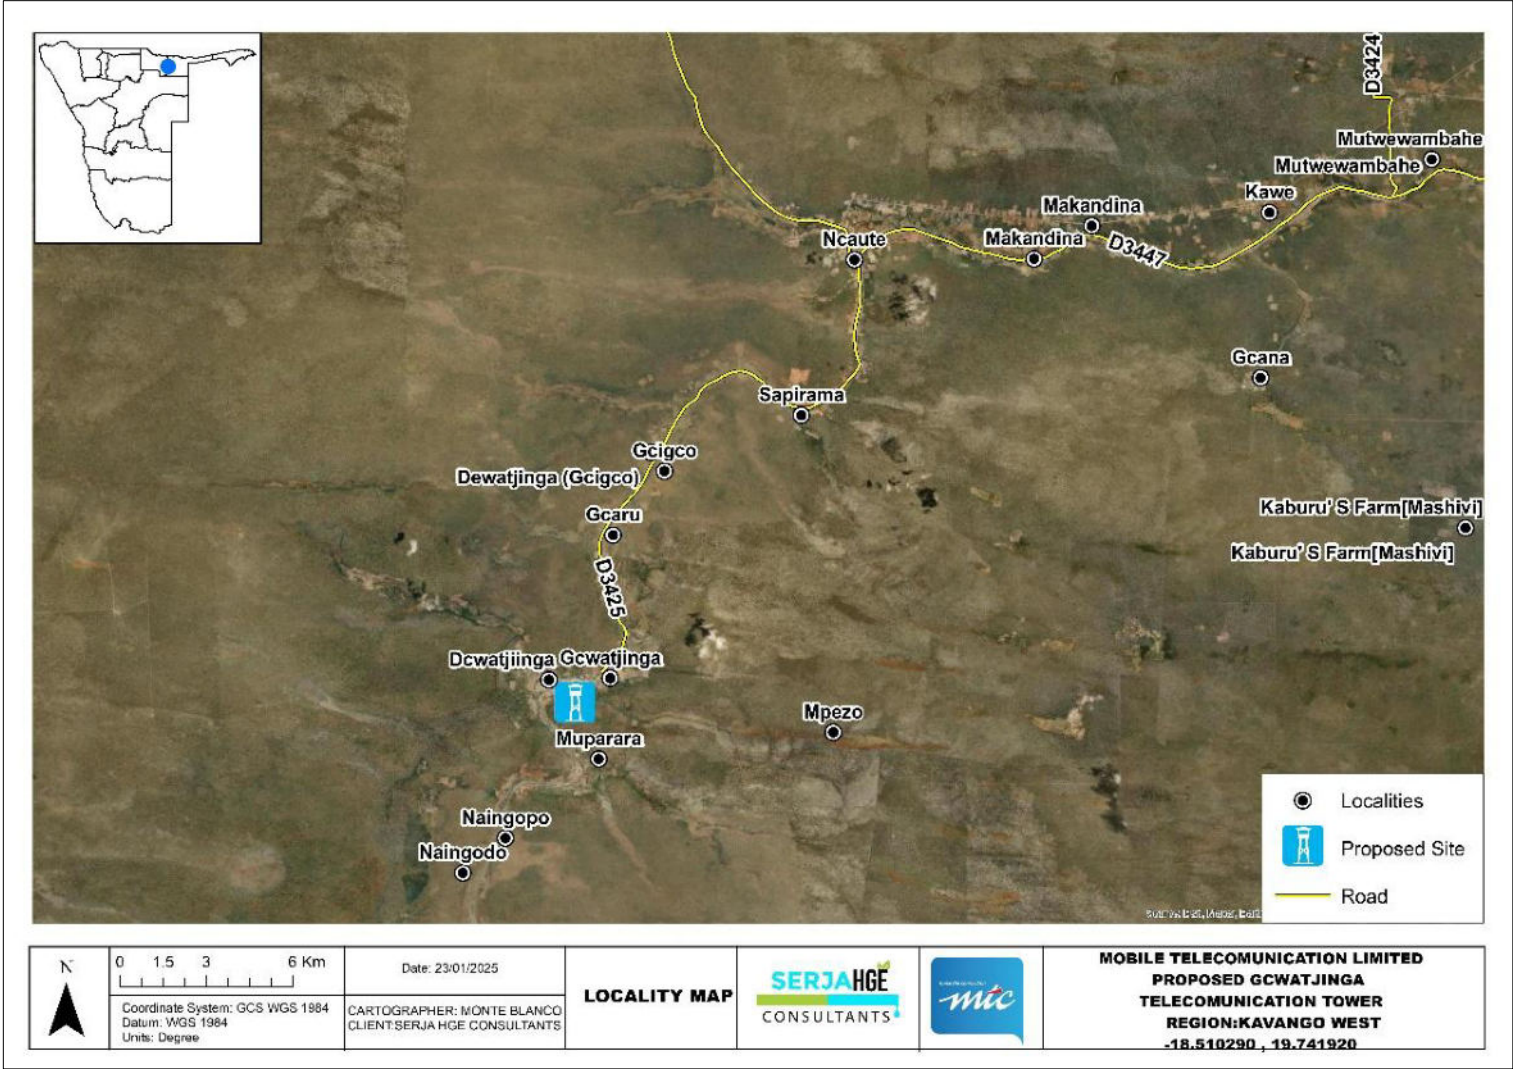 D3424
Mutwewambahe
Mutwewambahe
Kawe
Makandina
Makandina
D3447
Ncaute
Gcana
Sapirama
Gcigco
Dewatjinga (Gcigco)
Kaburu' S Farm[Mashivi]
Kaburu' S Farm[Mashivi]
Gcaru
D3425
Dcwatjiinga Gcwatjinga
Mpezo
Muparara
Naingopo
Naingodo
Localities
Proposed Site
Road
N
0 1.5 3 6 Km
Coordinate System: GCS WGS 1984
Datum: WGS 1984
Units: Degree
Date: 23/01/2025
CARTOGRAPHER: MONTE BLANCO
CLIENT:SERJA HGE CONSULTANTS
LOCALITY MAP
SERJA HGE
CONSULTANTS
mtc
MOBILE TELECOMUNICATION LIMITED
PROPOSED GCWATJINGA
TELECOMUNICATION TOWER
REGION:KAVANGO WEST
-18.510290 , 19.741920